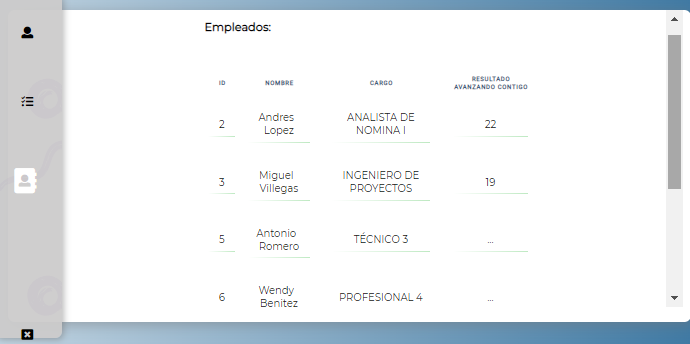 Empleados:
ID NOMBRE CARGO RESULTADO AVANZANDO CONTIGO
2 Andres Lopez ANALISTA DE NOMINA I 22
3 Miguel Villegas INGENIERO DE PROYECTOS 19
5 Antonio Romero TÉCNICO 3 ...
6 Wendy Benitez PROFESIONAL 4 ...